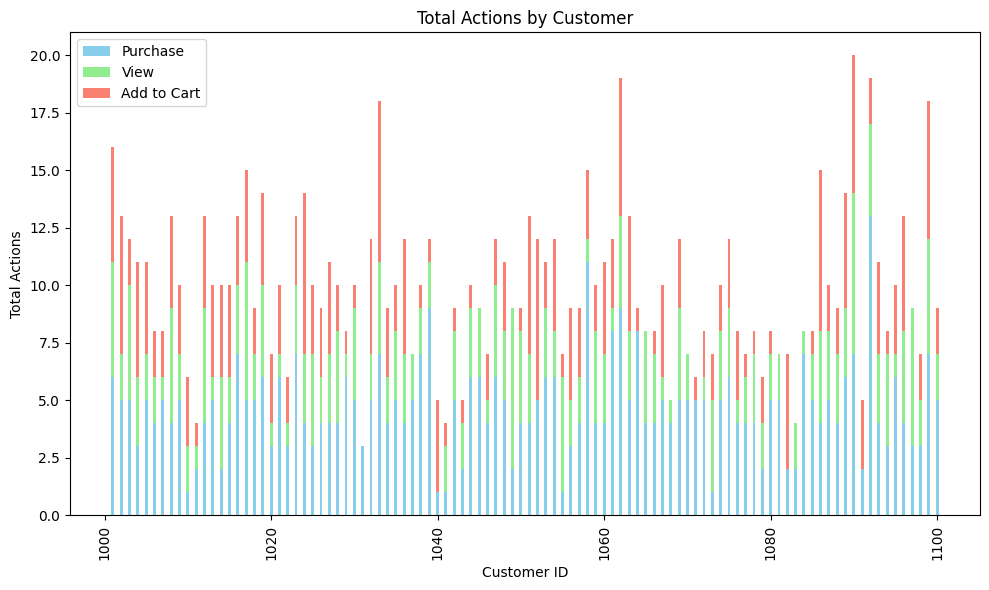 Total Actions by Customer
Purchase
View
Add to Cart
20.0
17.5
15.0
12.5
10.0
7.5
5.0
2.5
0.0
Total Actions
1000
1020
1040
1060
1080
1100
Customer ID